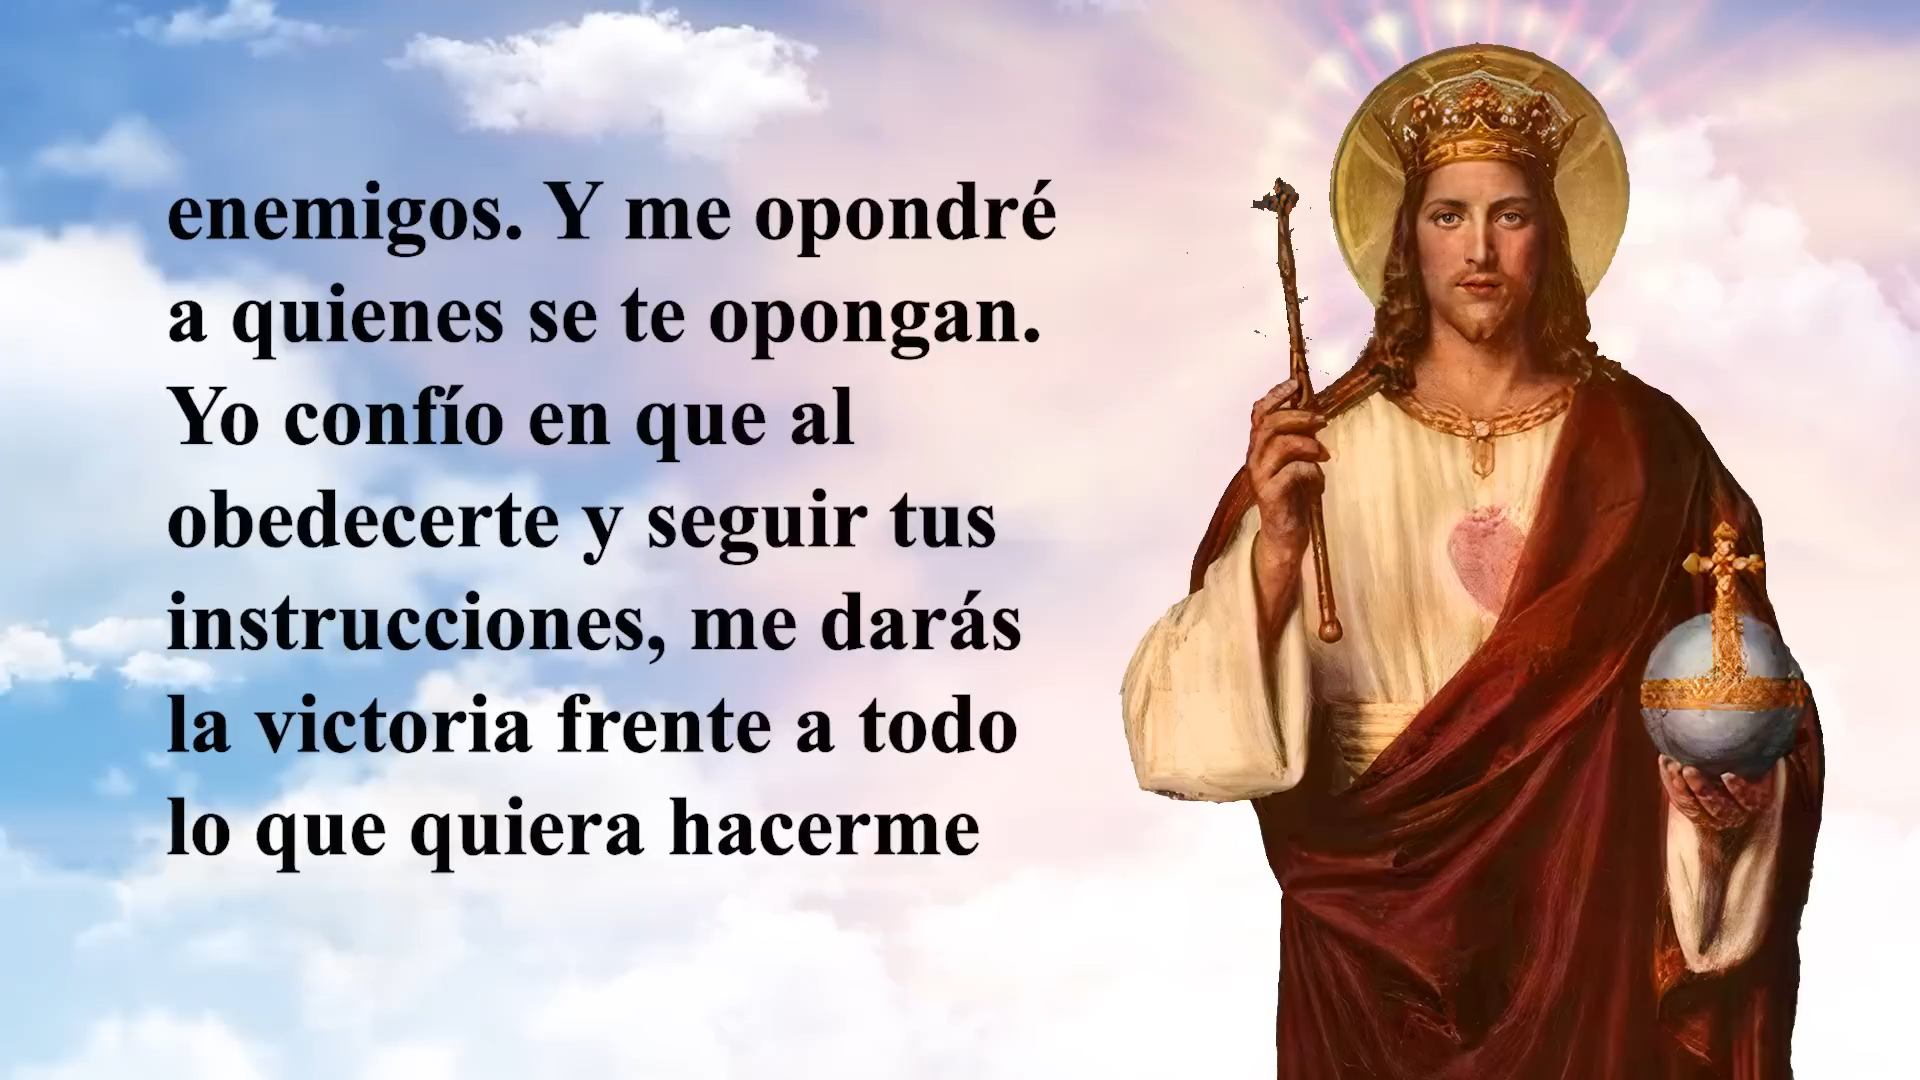 enemigos. Y me opondré
a quienes se te opongan.
Yo confío en que al
obedecerte y seguir tus
instrucciones, me darás
la victoria frente a todo
lo que quiera hacerme